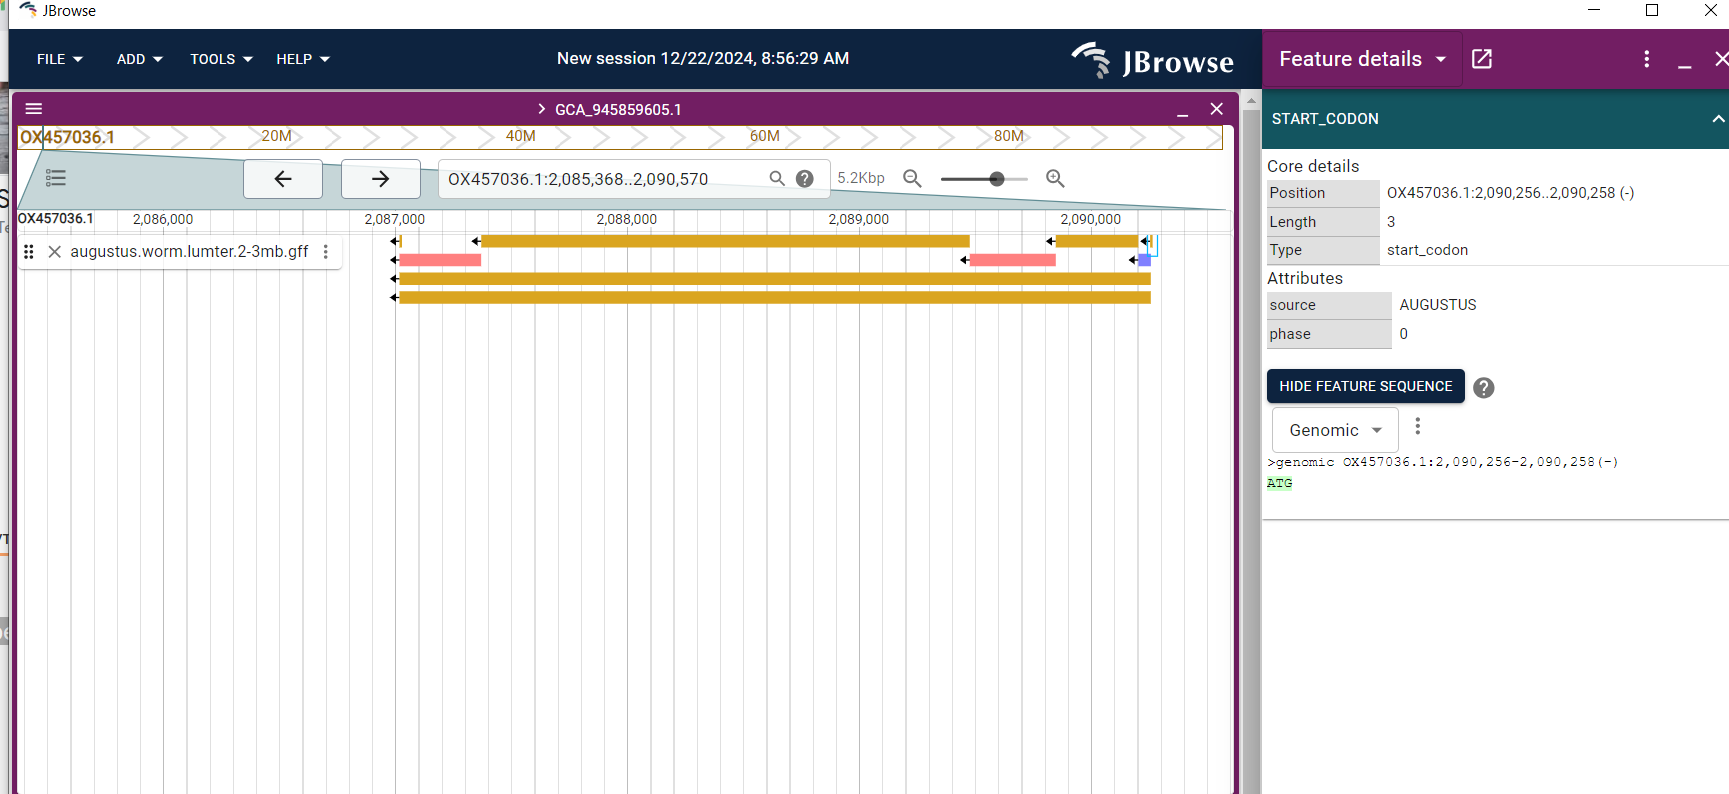 JBrowse
FILE ADD TOOLS HELP New session 12/22/2024, 8:56:29 AM JBrowse
GCA_945859605.1
OX457036.1 20M 40M 60M 80M
OX457036.1:2,085,368..2,090,570 5.2Kbp
OX457036.1 2,086,000 2,087,000 2,088,000 2,089,000 2,090,000
augustus.worm.lumter.2-3mb.gff
Feature details
START_CODON
Core details
Position OX457036.1:2,090,256..2,090,258 (-)
Length 3
Type start_codon
Attributes
source AUGUSTUS
phase 0
HIDE FEATURE SEQUENCE ?
Genomic
>genomic OX457036.1:2,090,256-2,090,258(-)
ATG